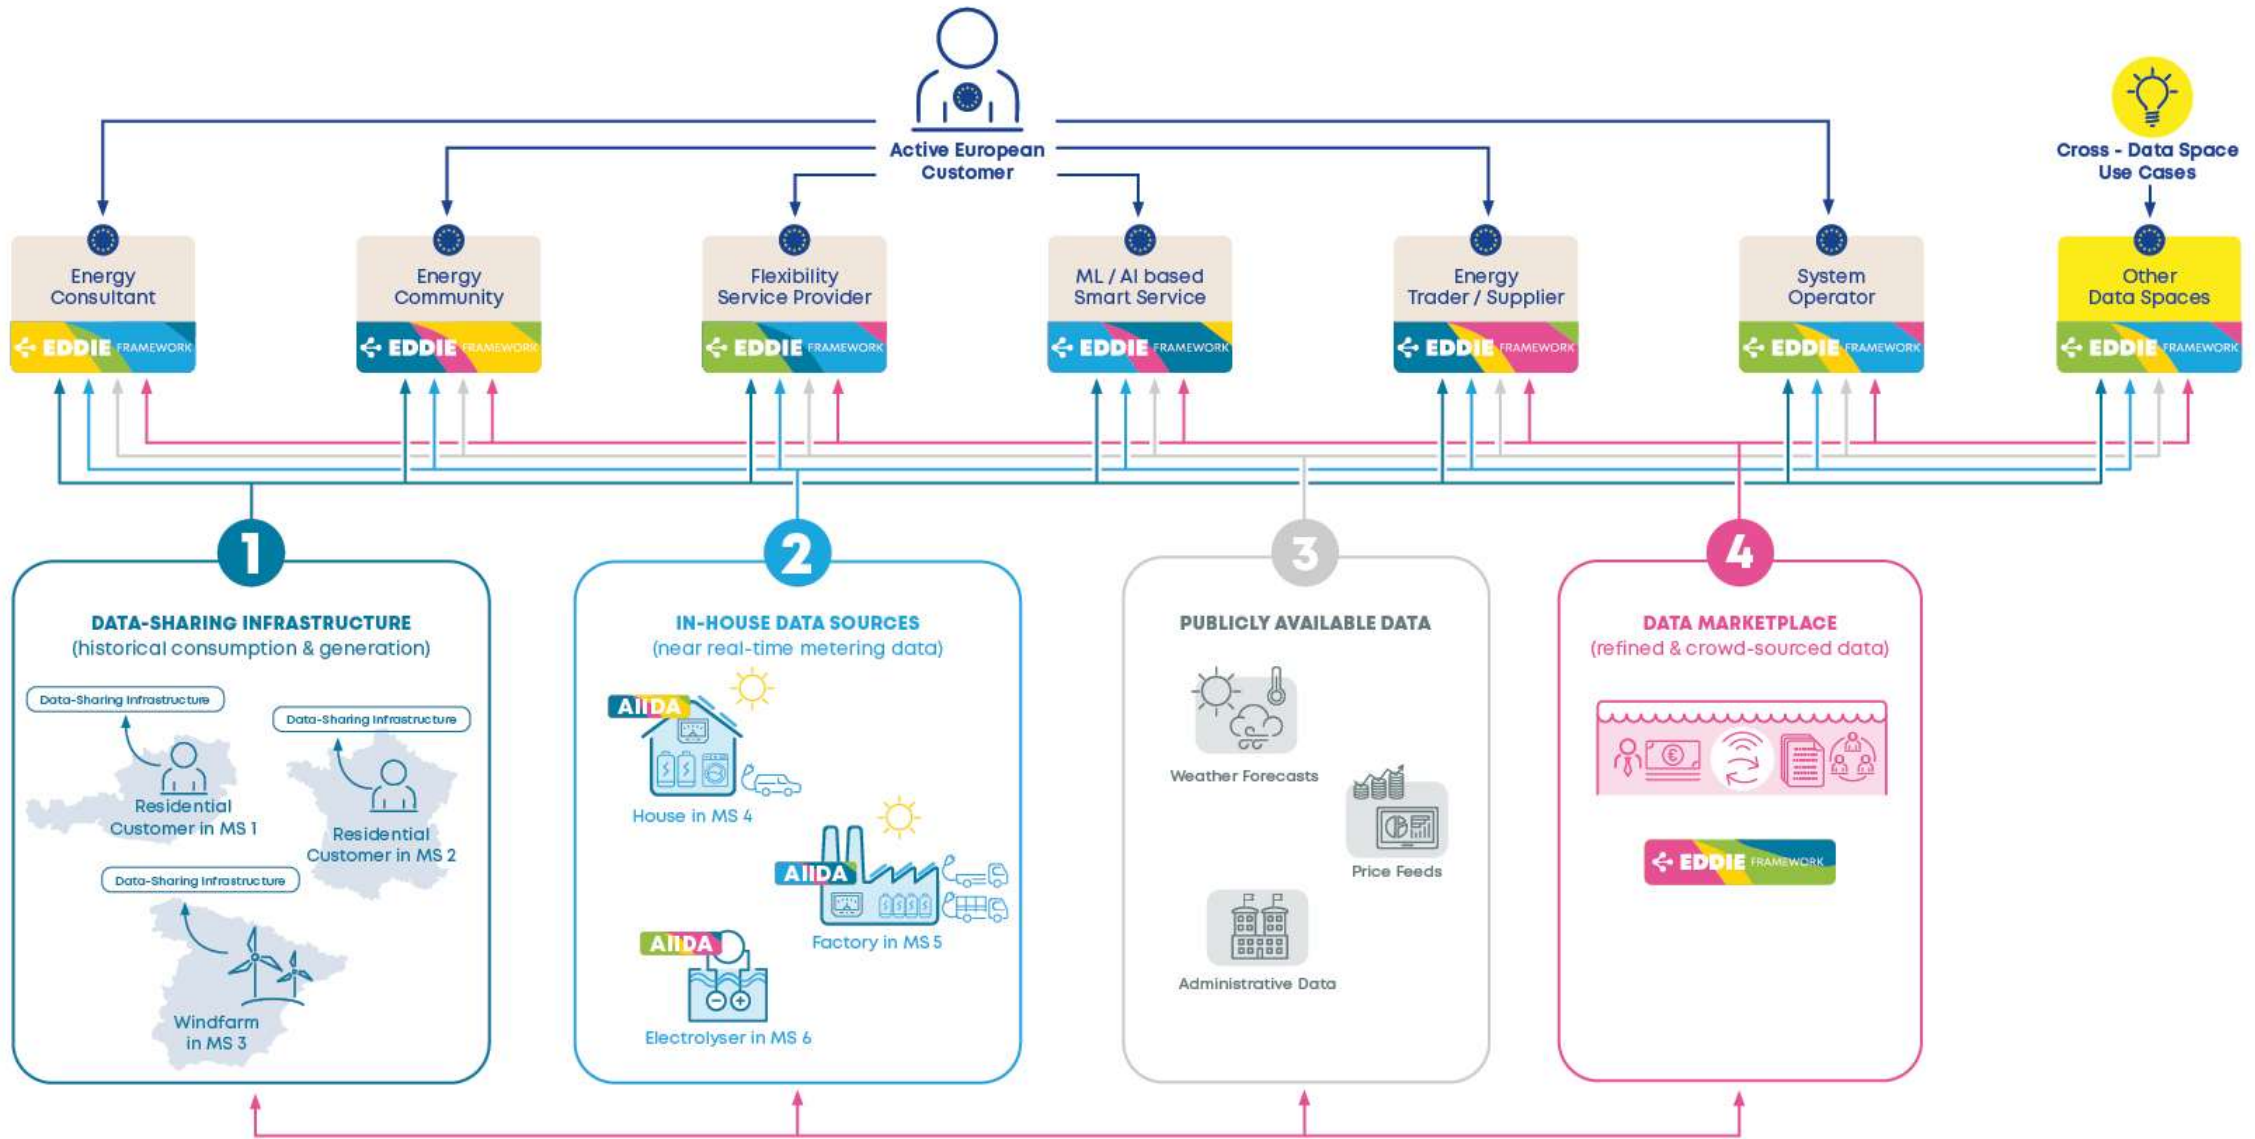 Active European
Customer
Cross - Data Space
Use Cases
Energy
Consultant
EDDIE FRAMEWORK
Energy
Community
EDDIE FRAMEWORK
Flexibility
Service Provider
EDDIE FRAMEWORK
ML / AI based
Smart Service
EDDIE FRAMEWORK
Energy
Trader / Supplier
EDDIE FRAMEWORK
System
Operator
EDDIE FRAMEWORK
Other
Data Spaces
EDDIE FRAMEWORK
1
DATA-SHARING INFRASTRUCTURE
(historical consumption & generation)
Data-Sharing Infrastructure
Residential
Customer in MS 1
Data-Sharing Infrastructure
Residential
Customer in MS 2
Data-Sharing Infrastructure
Windfarm
in MS 3
2
IN-HOUSE DATA SOURCES
(near real-time metering data)
AIIDA
House in MS 4
AIIDA
Factory in MS 5
AIIDA
Electrolyser in MS 6
3
PUBLICLY AVAILABLE DATA
Weather Forecasts
Price Feeds
Administrative Data
4
DATA MARKETPLACE
(refined & crowd-sourced data)
€
EDDIE FRAMEWORK